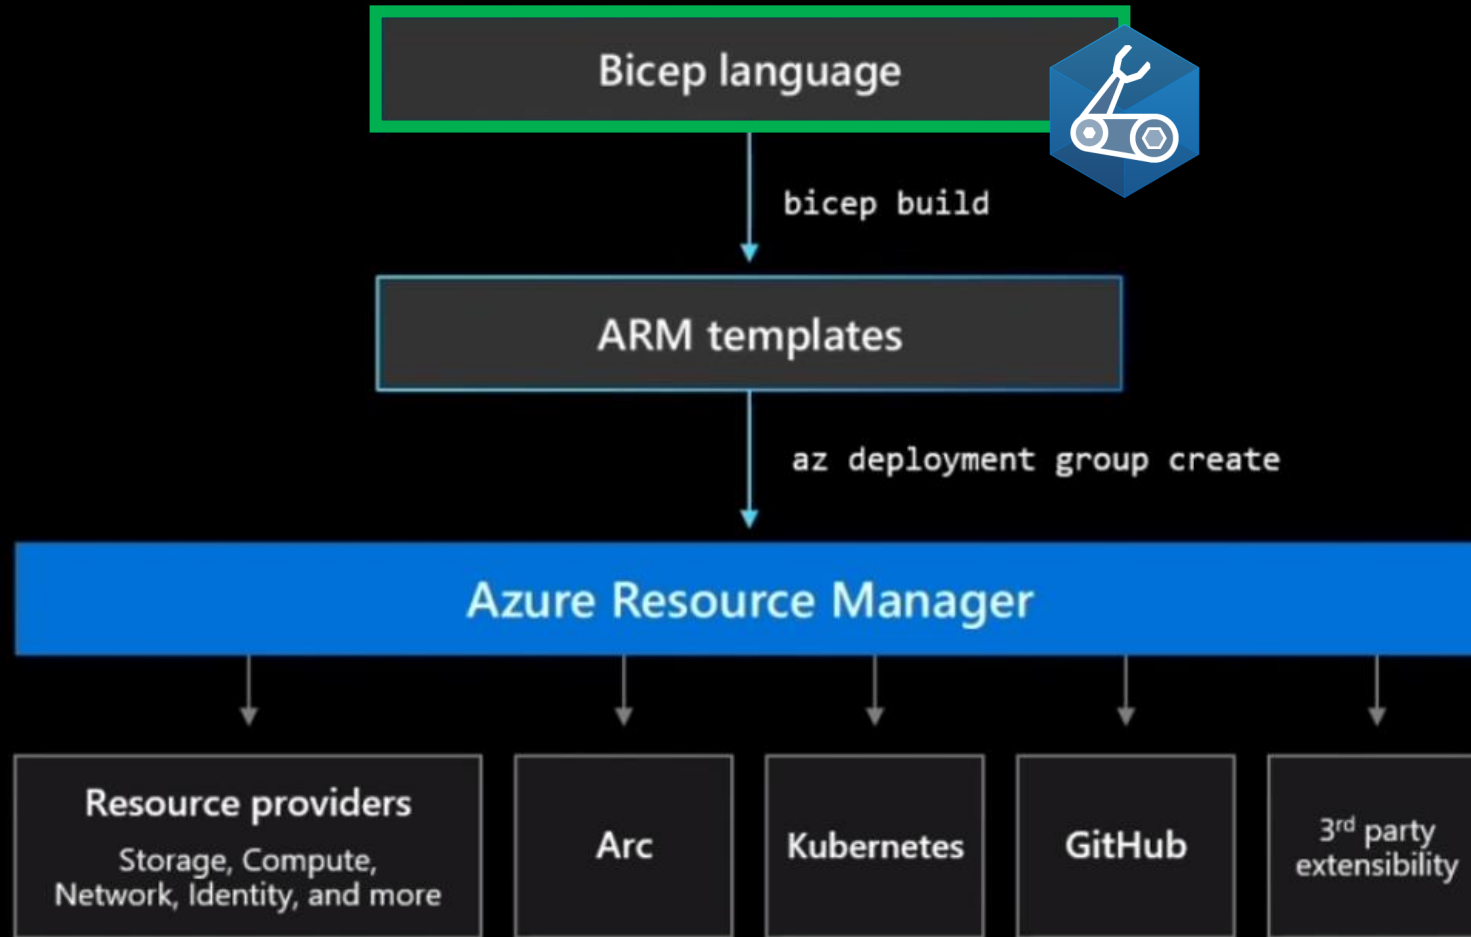 Bicep language
bicep build
ARM templates
az deployment group create
Azure Resource Manager
Resource providers
Storage, Compute,
Network, Identity, and more
Arc
Kubernetes
GitHub
3rd party
extensibility